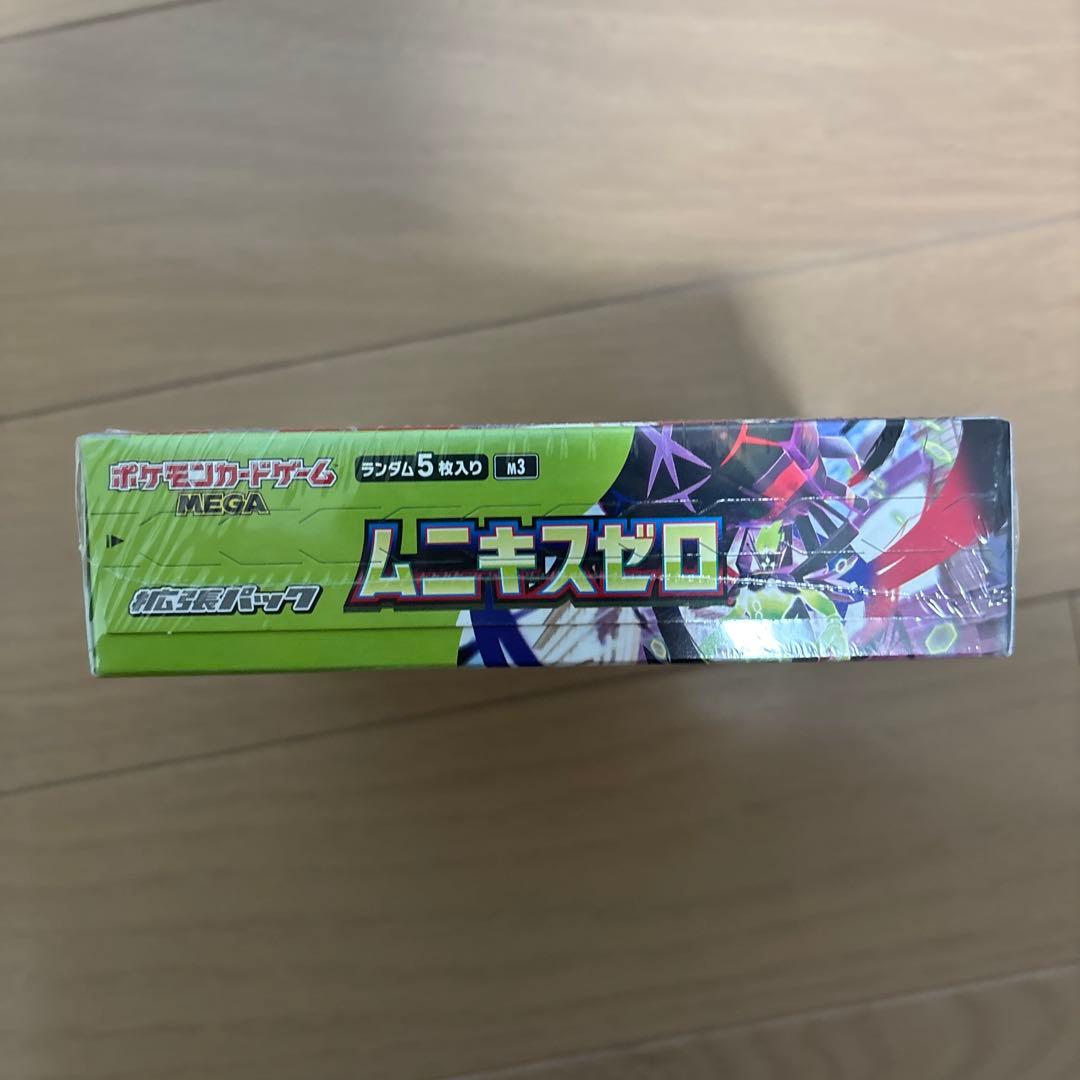 ポケモンカードゲーム
MEGA
ランダム5枚入り
M3
ムニキスゼロ
拡張パック